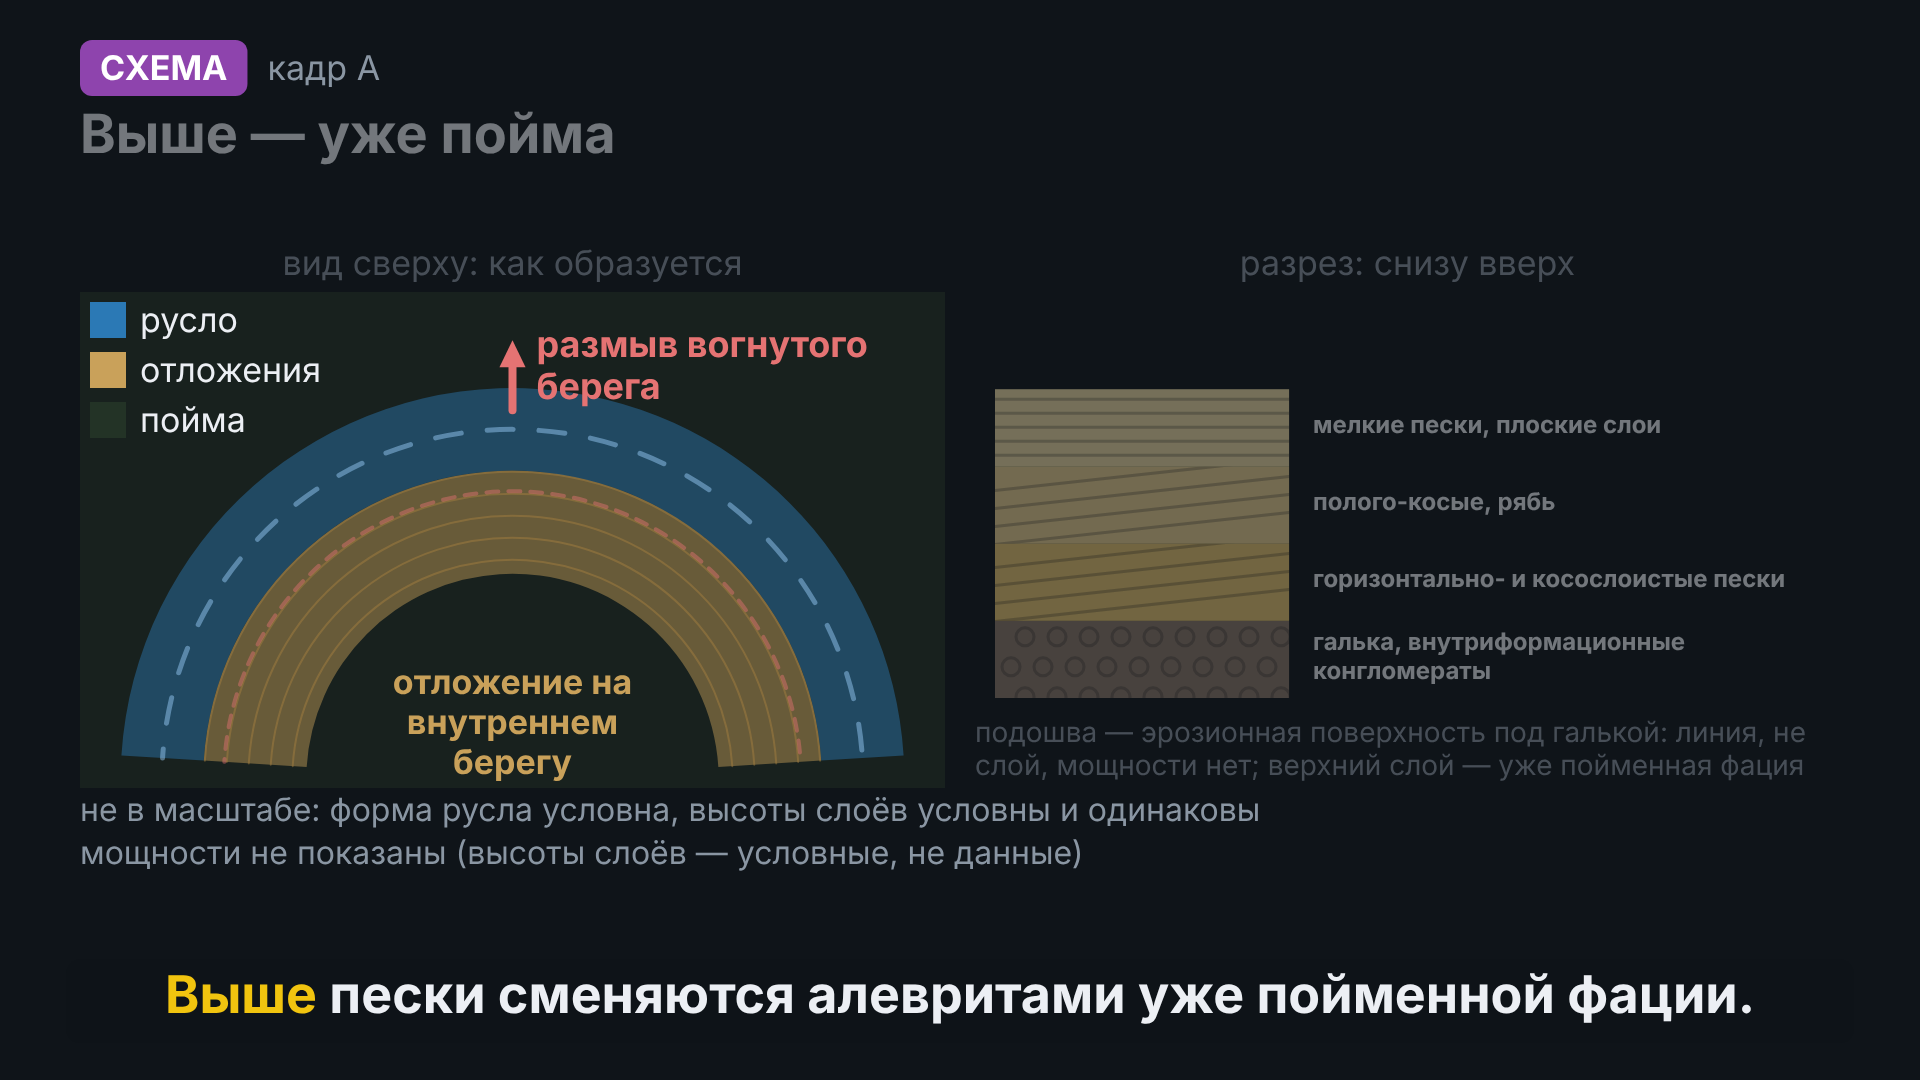 СХЕМА кадр А
Выше — уже пойма
вид сверху: как образуется
русло
отложения
пойма
размыв вогнутого
берега
отложение на
внутреннем
берегу
разрез: снизу вверх
мелкие пески, плоские слои
полого-косые, рябь
горизонтально- и косослоистые пески
галька, внутриформационные
конгломераты
подошва — эрозионная поверхность под галькой: линия, не
слой, мощности нет; верхний слой — уже пойменная фация
не в масштабе: форма русла условна, высоты слоёв условны и одинаковы
мощности не показаны (высоты слоёв — условные, не данные)
Выше пески сменяются алевритами уже пойменной фации.